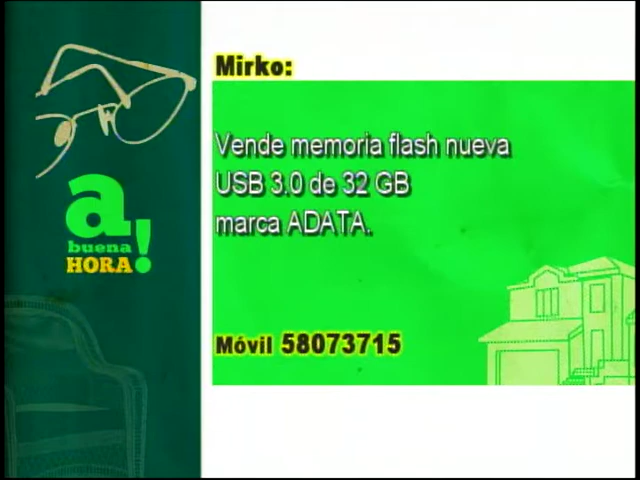 Mirko:
Vende memoria flash nueva
USB 3.0 de 32 GB
marca ADATA.
Móvil 58073715
a
buena
HORA!